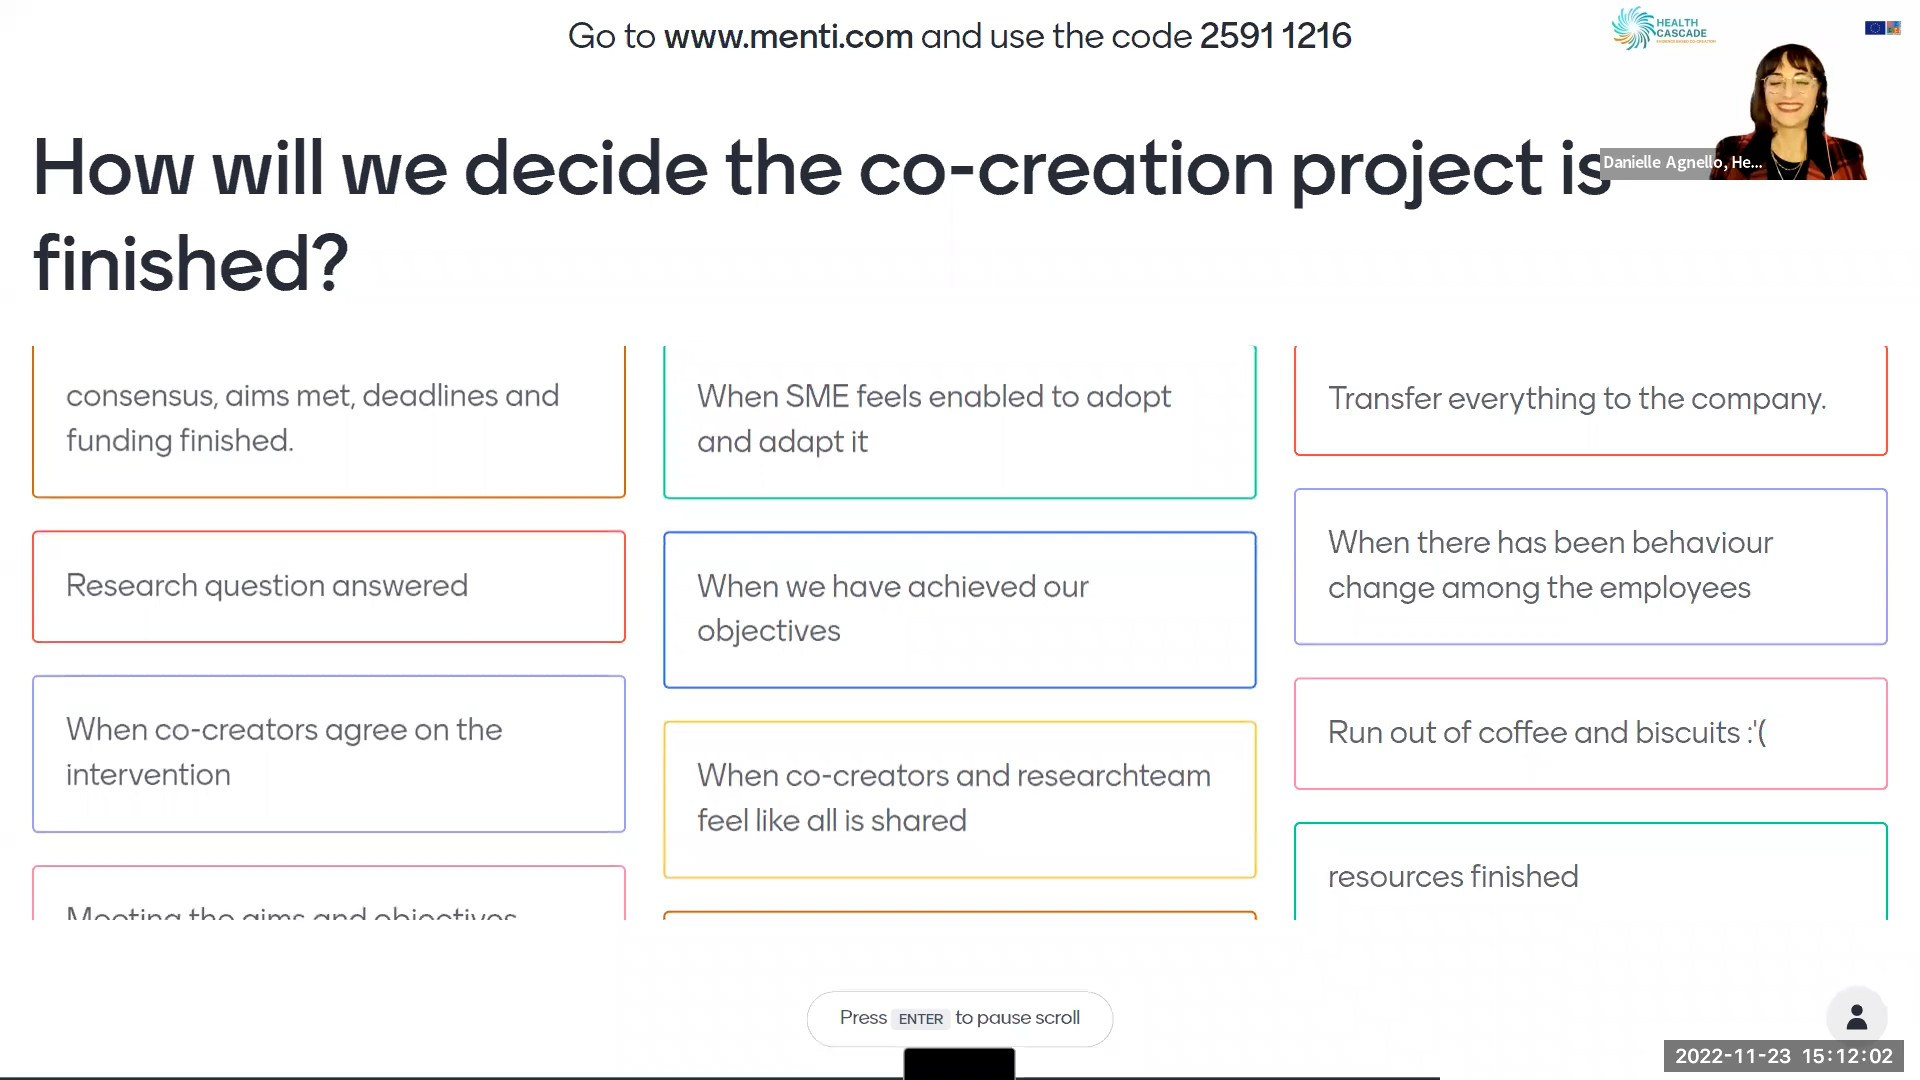 Go to www.menti.com and use the code 2591 1216
HEALTH
CASCADE
Danielle Agnello, He...
How will we decide the co-creation project is
finished?
consensus, aims met, deadlines and
funding finished.
Research question answered
When co-creators agree on the
intervention
Meeting the aims and objectives
When SME feels enabled to adopt
and adapt it
When we have achieved our
objectives
When co-creators and researchteam
feel like all is shared
Transfer everything to the company.
When there has been behaviour
change among the employees
Run out of coffee and biscuits :'(
resources finished
Press ENTER to pause scroll
2022-11-23 15:12:02